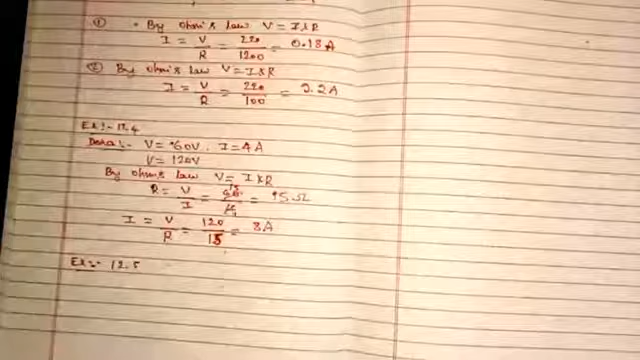 ① . By ohm's law V = I x R
I = V/R = 220/1200 = 0.18 A
② By ohm's law V = I x R
I = V/R = 220/100 = 2.2 A
Ex:- 12.4
Data:- V = 60V, I = 4 A
V = 120V
By ohm's law V = I x R
R = V/I = 60/4 = 15 Ω
I = V/R = 120/15 = 8A
Ex:- 12.5